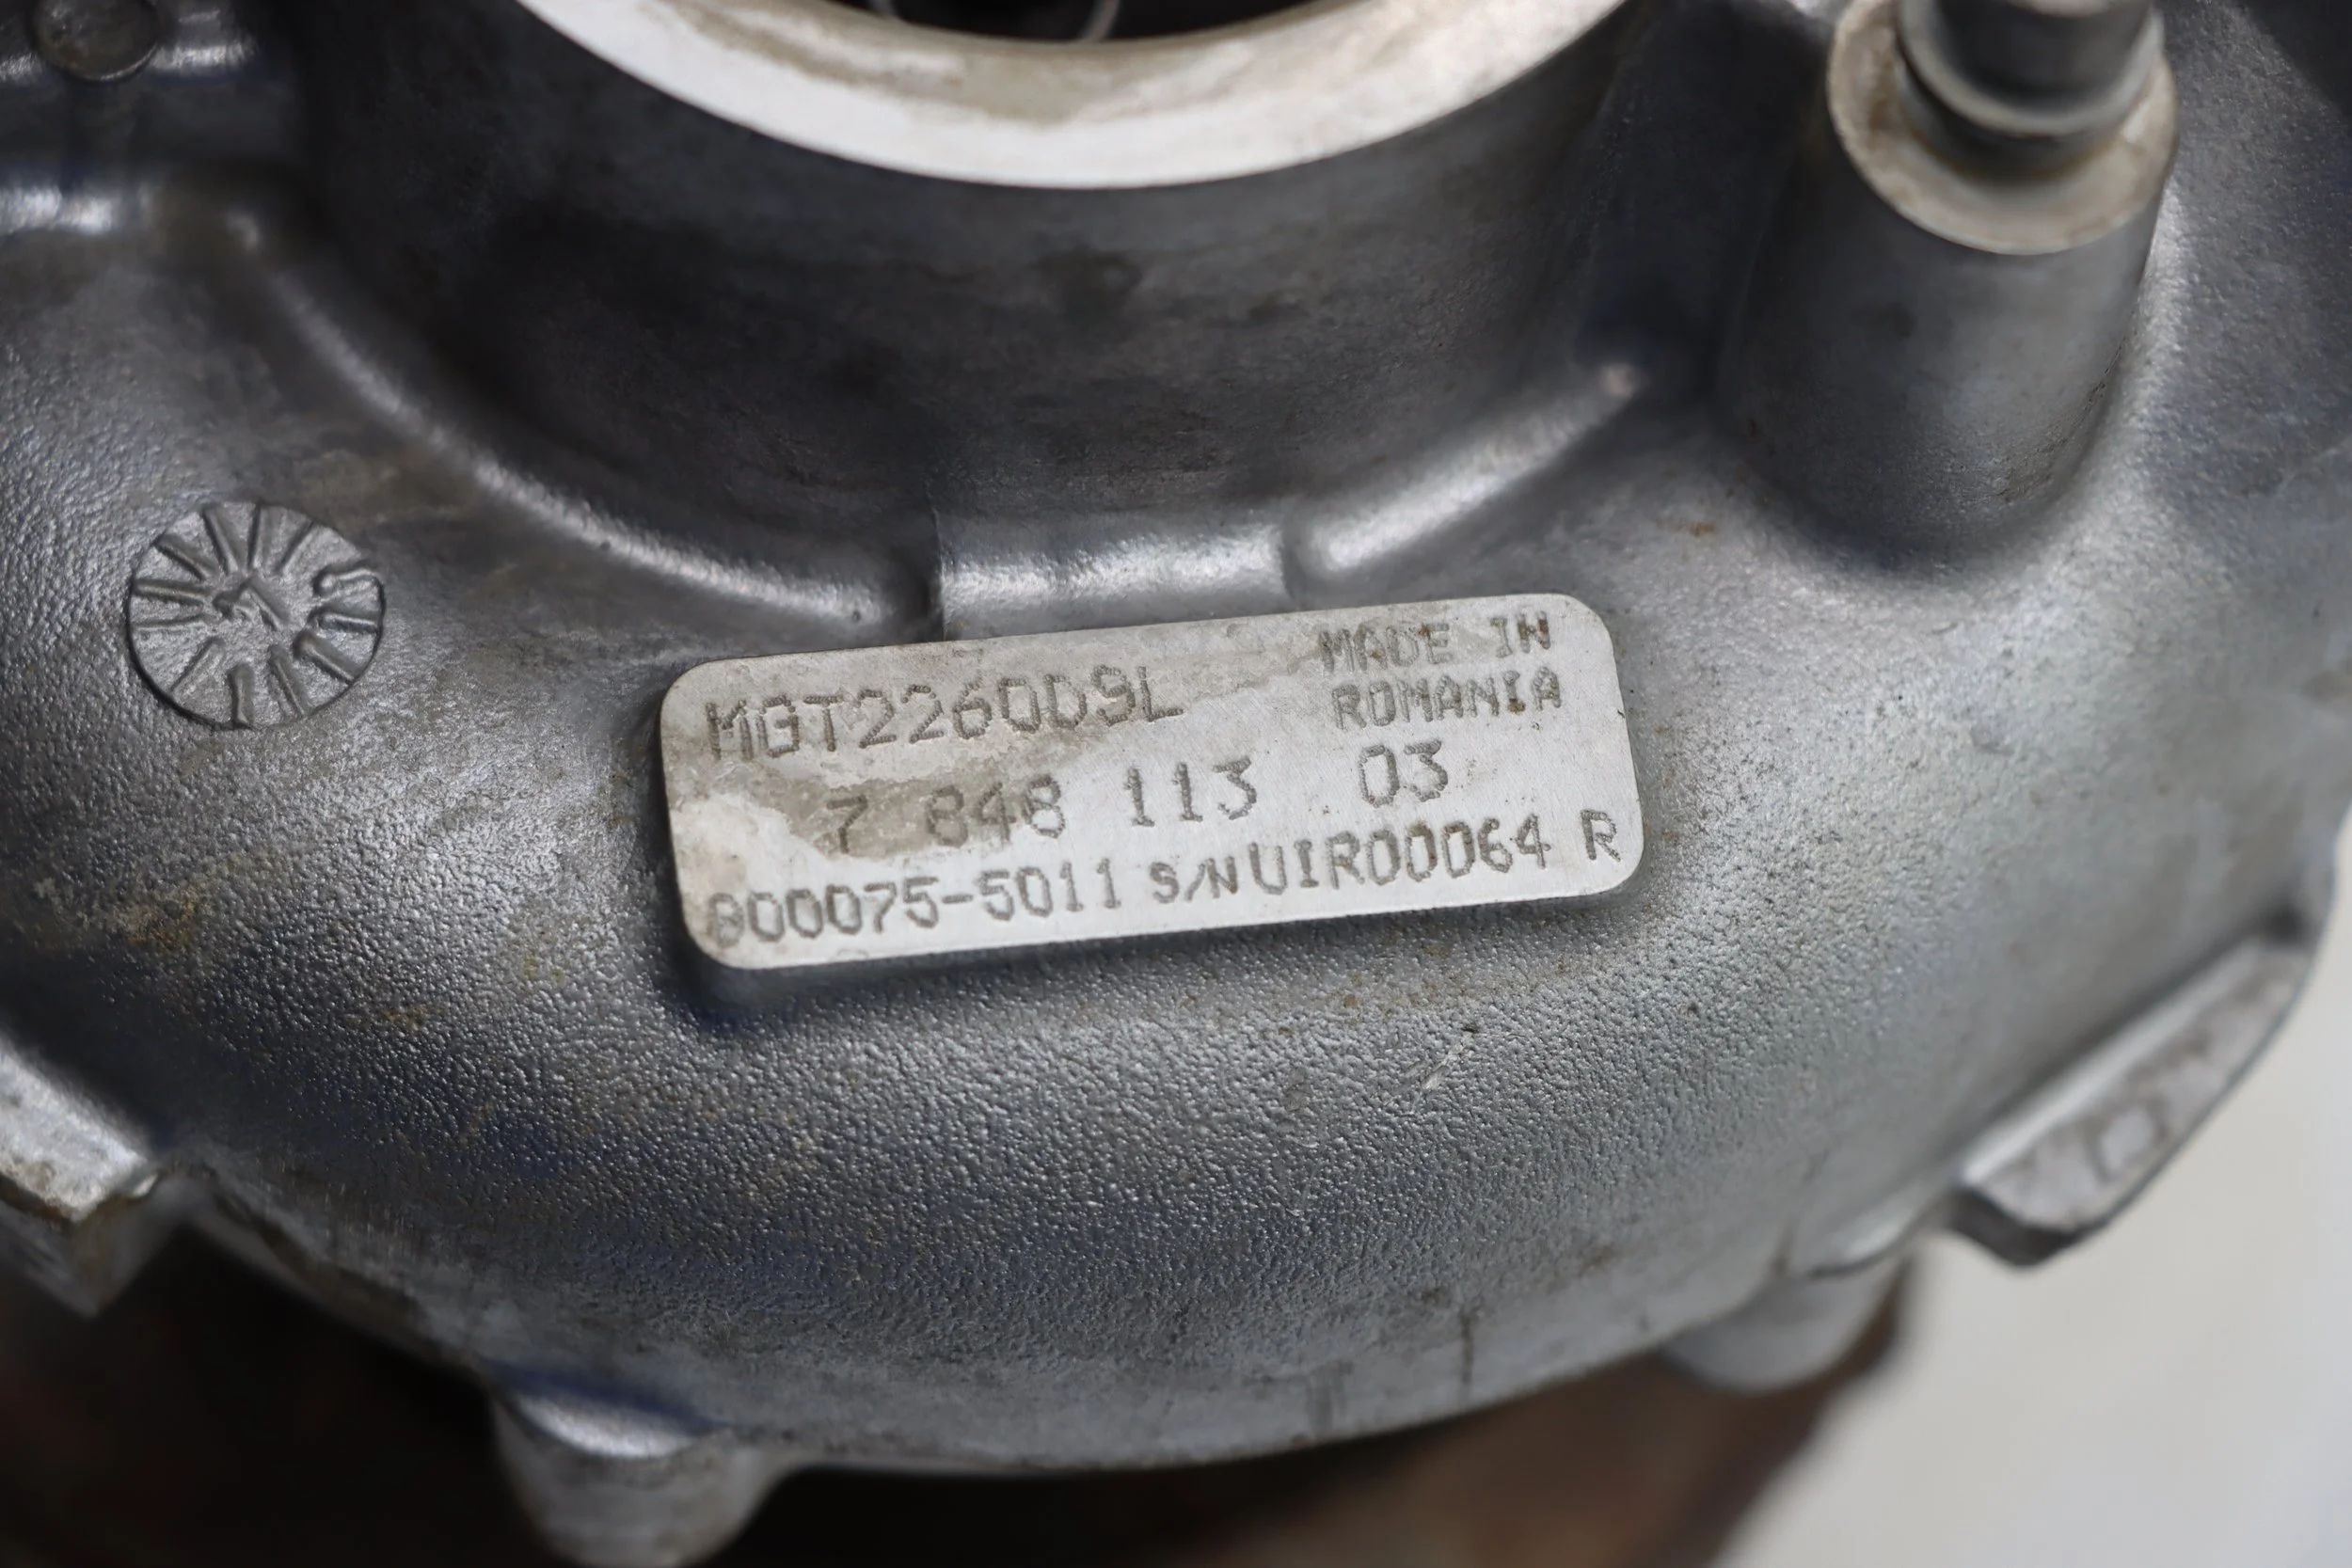 MGT2260DSL
MADE IN
ROMANIA
7 848 113 03
800075-5011 S/N UIR00064 R